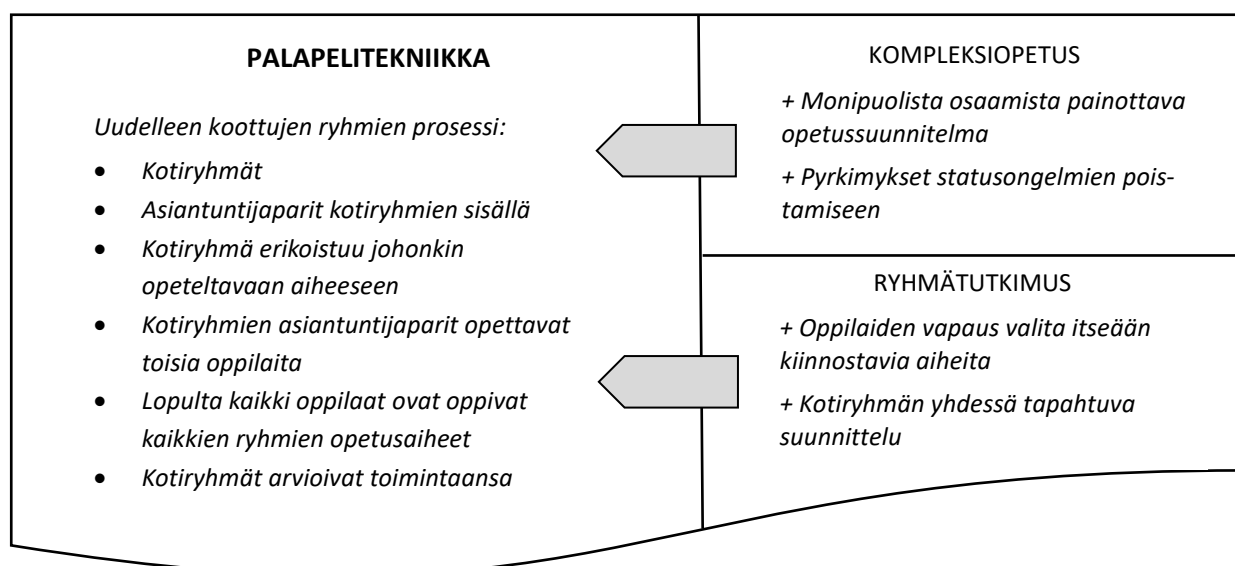 PALAPELITEKNIIKKA
Uudelleen koottujen ryhmien prosessi:
• Kotiryhmät
• Asiantuntijaparit kotiryhmien sisällä
• Kotiryhmä erikoistuu johonkin
opeteltavaan aiheeseen
• Kotiryhmien asiantuntijaparit opettavat
toisia oppilaita
• Lopulta kaikki oppilaat ovat oppivat
kaikkien ryhmien opetusaiheet
• Kotiryhmät arvioivat toimintaansa
KOMPLEKSIOPETUS
+ Monipuolista osaamista painottava
opetussuunnitelma
+ Pyrkimykset statusongelmien pois-
tamiseen
RYHMÄTUTKIMUS
+ Oppilaiden vapaus valita itseään
kiinnostavia aiheita
+ Kotiryhmän yhdessä tapahtuva
suunnittelu